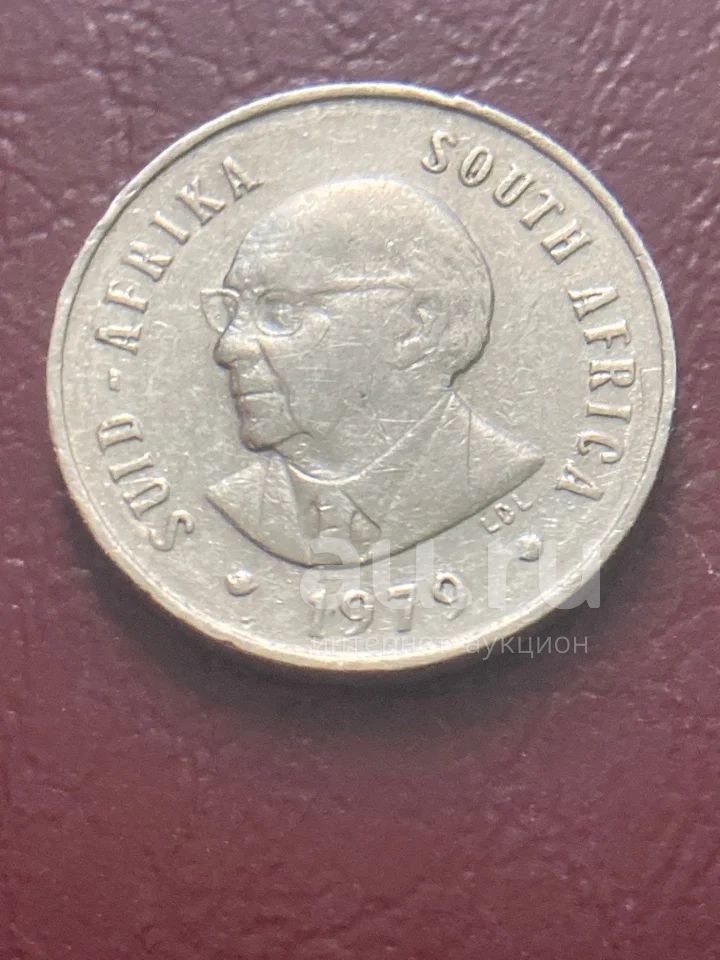 SUID-AFRIKA
SOUTH AFRICA
LDL
• 1979 •
au.ru
интернет аукцион